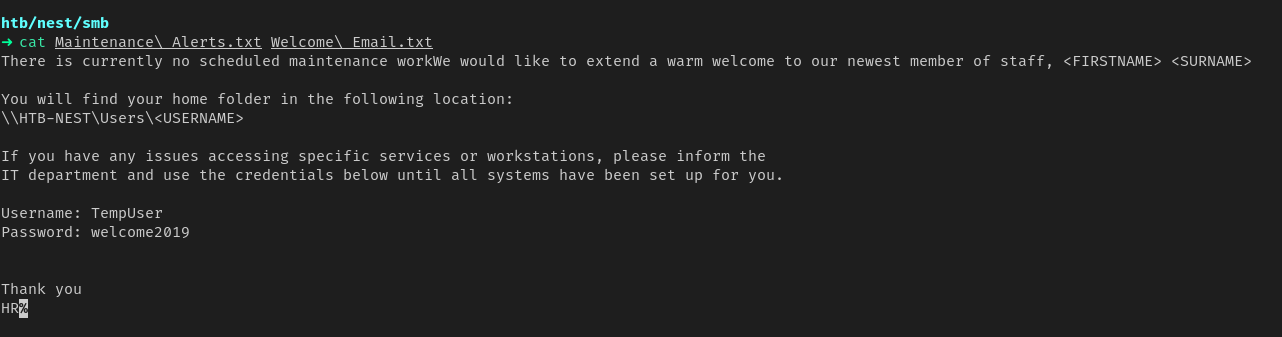 htb/nest/smb
➜ cat Maintenance\ Alerts.txt Welcome\ Email.txt
There is currently no scheduled maintenance workWe would like to extend a warm welcome to our newest member of staff, <FIRSTNAME> <SURNAME>
You will find your home folder in the following location:
\\HTB-NEST\Users\<USERNAME>
If you have any issues accessing specific services or workstations, please inform the
IT department and use the credentials below until all systems have been set up for you.
Username: TempUser
Password: welcome2019
Thank you
HR%